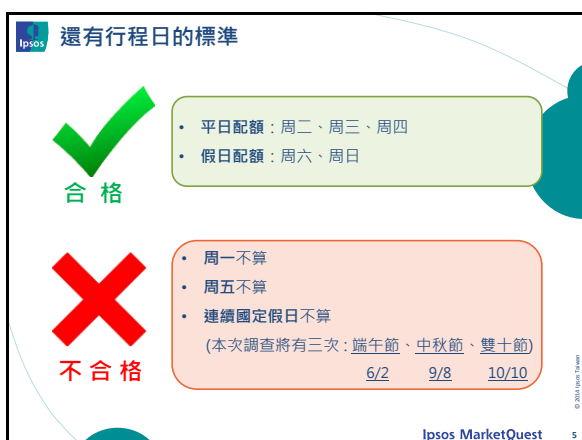 Ipsos
還有行程日的標準
• 平日配額：周二、周三、周四
• 假日配額：周六、周日
合 格
• 周一不算
• 周五不算
• 連續國定假日不算
(本次調查將有三次：端午節、中秋節、雙十節)
6/2 9/8 10/10
不 合 格
© 2014 Ipsos Taiwan
Ipsos MarketQuest
5